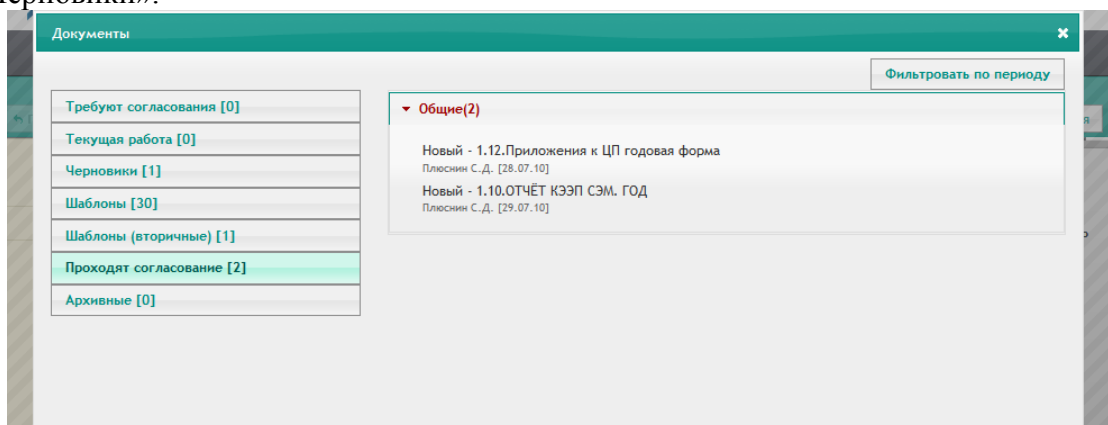 Документы
Фильтровать по периоду
Требуют согласования [0]
Текущая работа [0]
Черновики [1]
Шаблоны [30]
Шаблоны (вторичные) [1]
Проходят согласование [2]
Архивные [0]
Общие(2)
Новый - 1.12.Приложения к ЦП годовая форма
Плюснин С.Д. [28.07.10]
Новый - 1.10.ОТЧЁТ КЭЭП СЭМ. ГОД
Плюснин С.Д. [29.07.10]